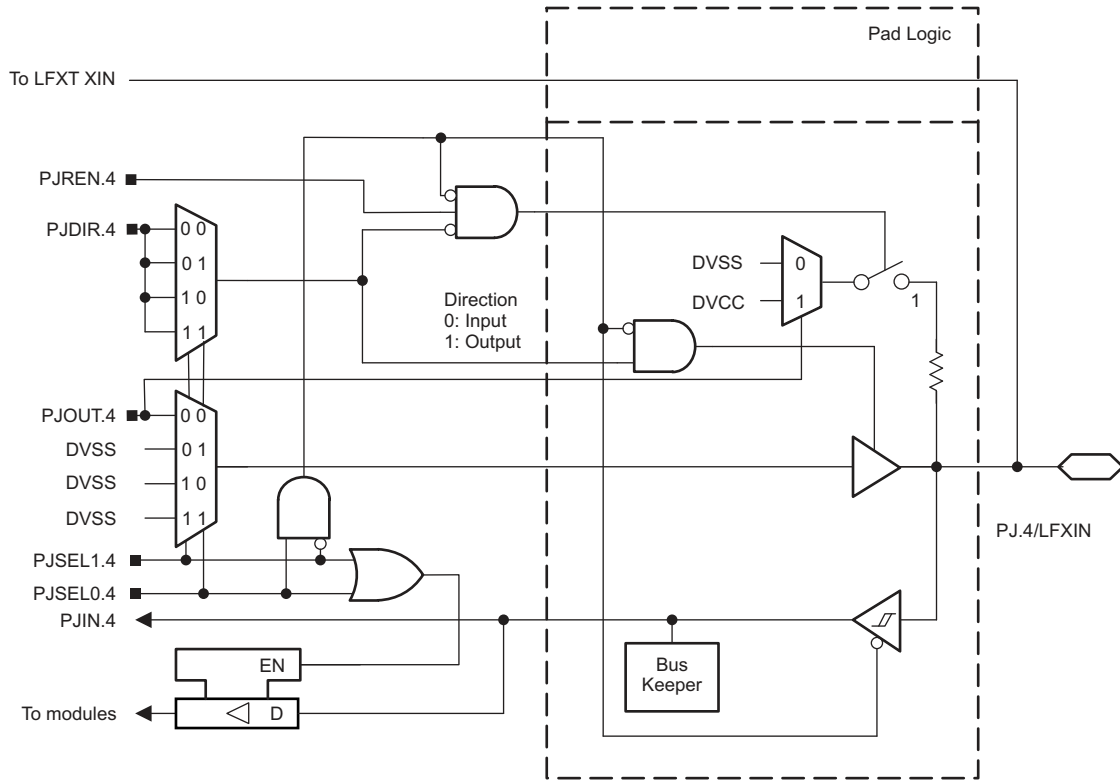 Pad Logic
To LFXT XIN
PJREN.4
PJDIR.4
0 0
0 1
1 0
1 1
DVSS
0
DVCC
1
1
Direction
0: Input
1: Output
PJOUT.4
0 0
DVSS
0 1
DVSS
1 0
DVSS
1 1
PJ.4/LFXIN
PJSEL1.4
PJSEL0.4
PJIN.4
Bus
Keeper
EN
To modules
D